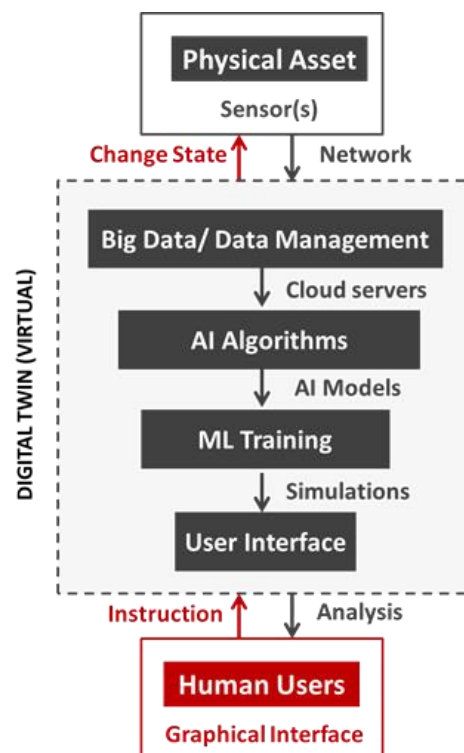 Physical Asset
Sensor(s)
Change State
Network
DIGITAL TWIN (VIRTUAL)
Big Data/ Data Management
Cloud servers
AI Algorithms
AI Models
ML Training
Simulations
User Interface
Instruction
Analysis
Human Users
Graphical Interface